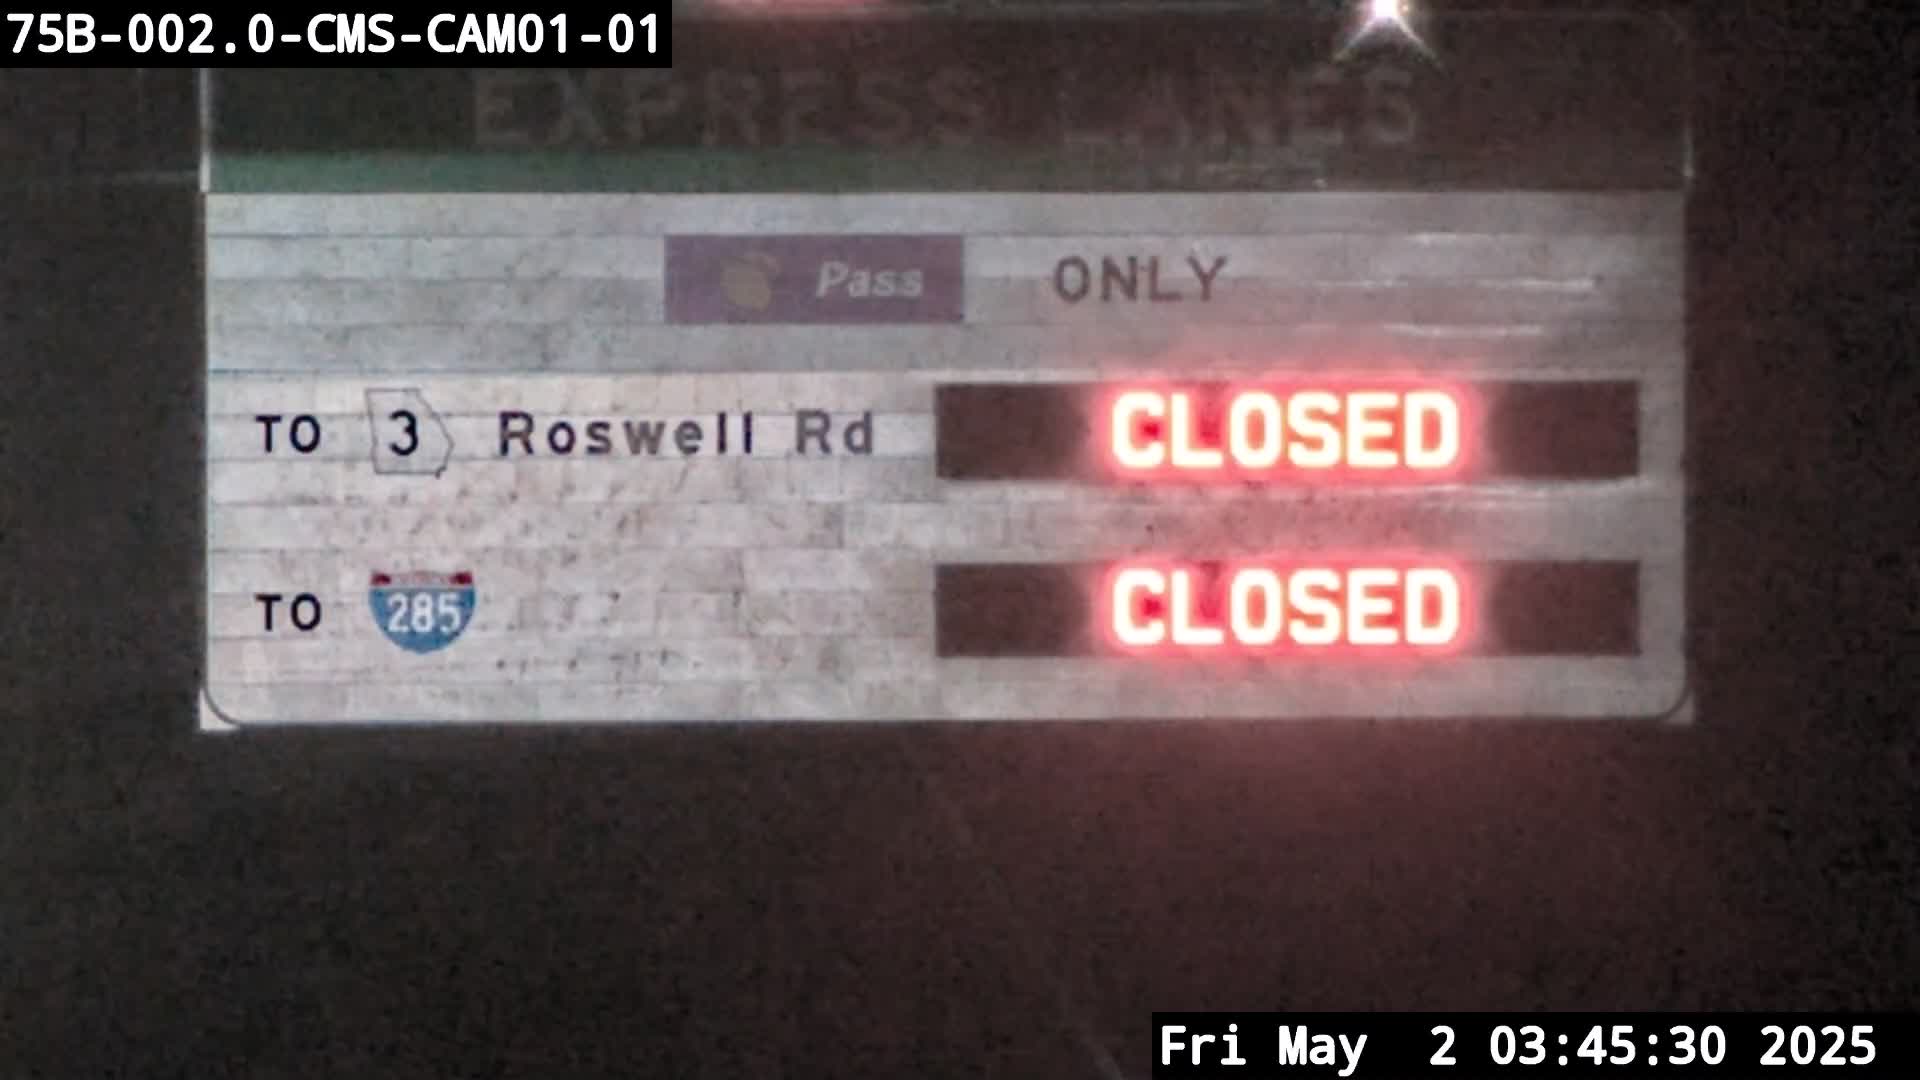 75B-002.0-CMS-CAM01-01
EXPRESS LANES
Pass ONLY
TO 3 Roswell Rd CLOSED
TO 285 CLOSED
Fri May 2 03:45:30 2025